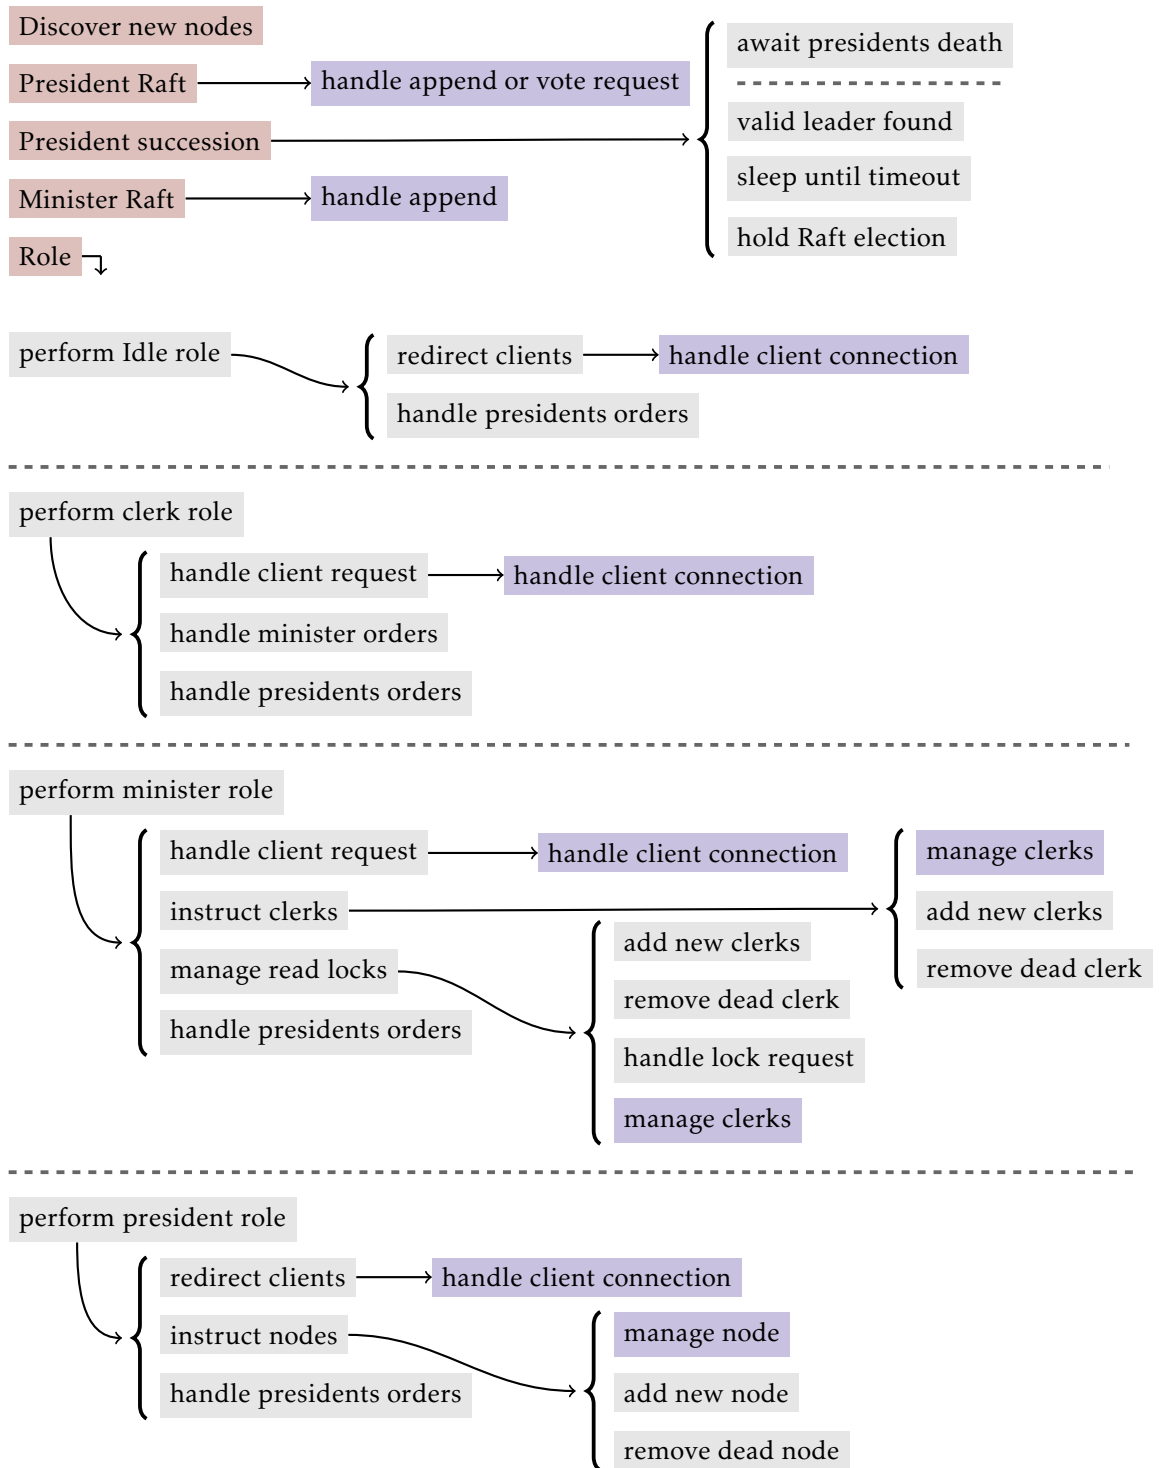 Discover new nodes
President Raft
handle append or vote request
President succession
await presidents death
valid leader found
sleep until timeout
hold Raft election
Minister Raft
handle append
Role
perform Idle role
redirect clients
handle client connection
handle presidents orders
perform clerk role
handle client request
handle client connection
handle minister orders
handle presidents orders
perform minister role
handle client request
handle client connection
instruct clerks
manage clerks
add new clerks
remove dead clerk
manage read locks
add new clerks
remove dead clerk
handle lock request
manage clerks
handle presidents orders
perform president role
redirect clients
handle client connection
instruct nodes
manage node
add new node
remove dead node
handle presidents orders